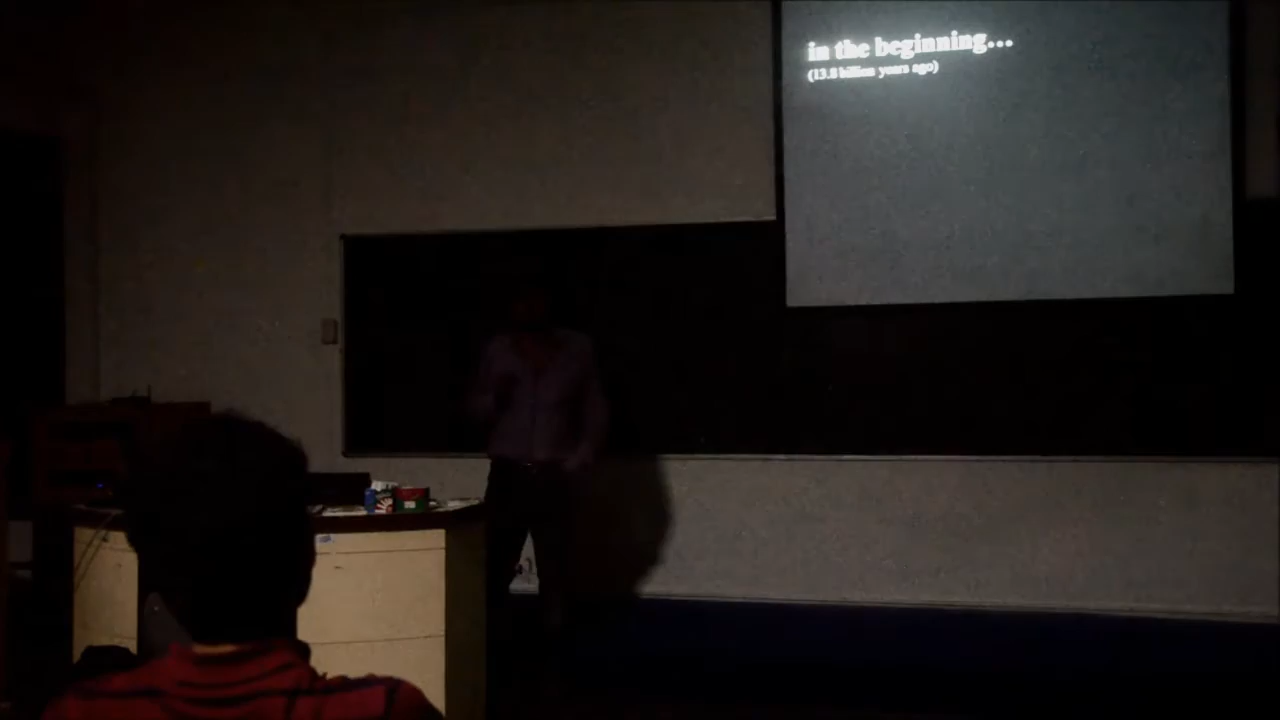 in the beginning...
(13.8 billion years ago)